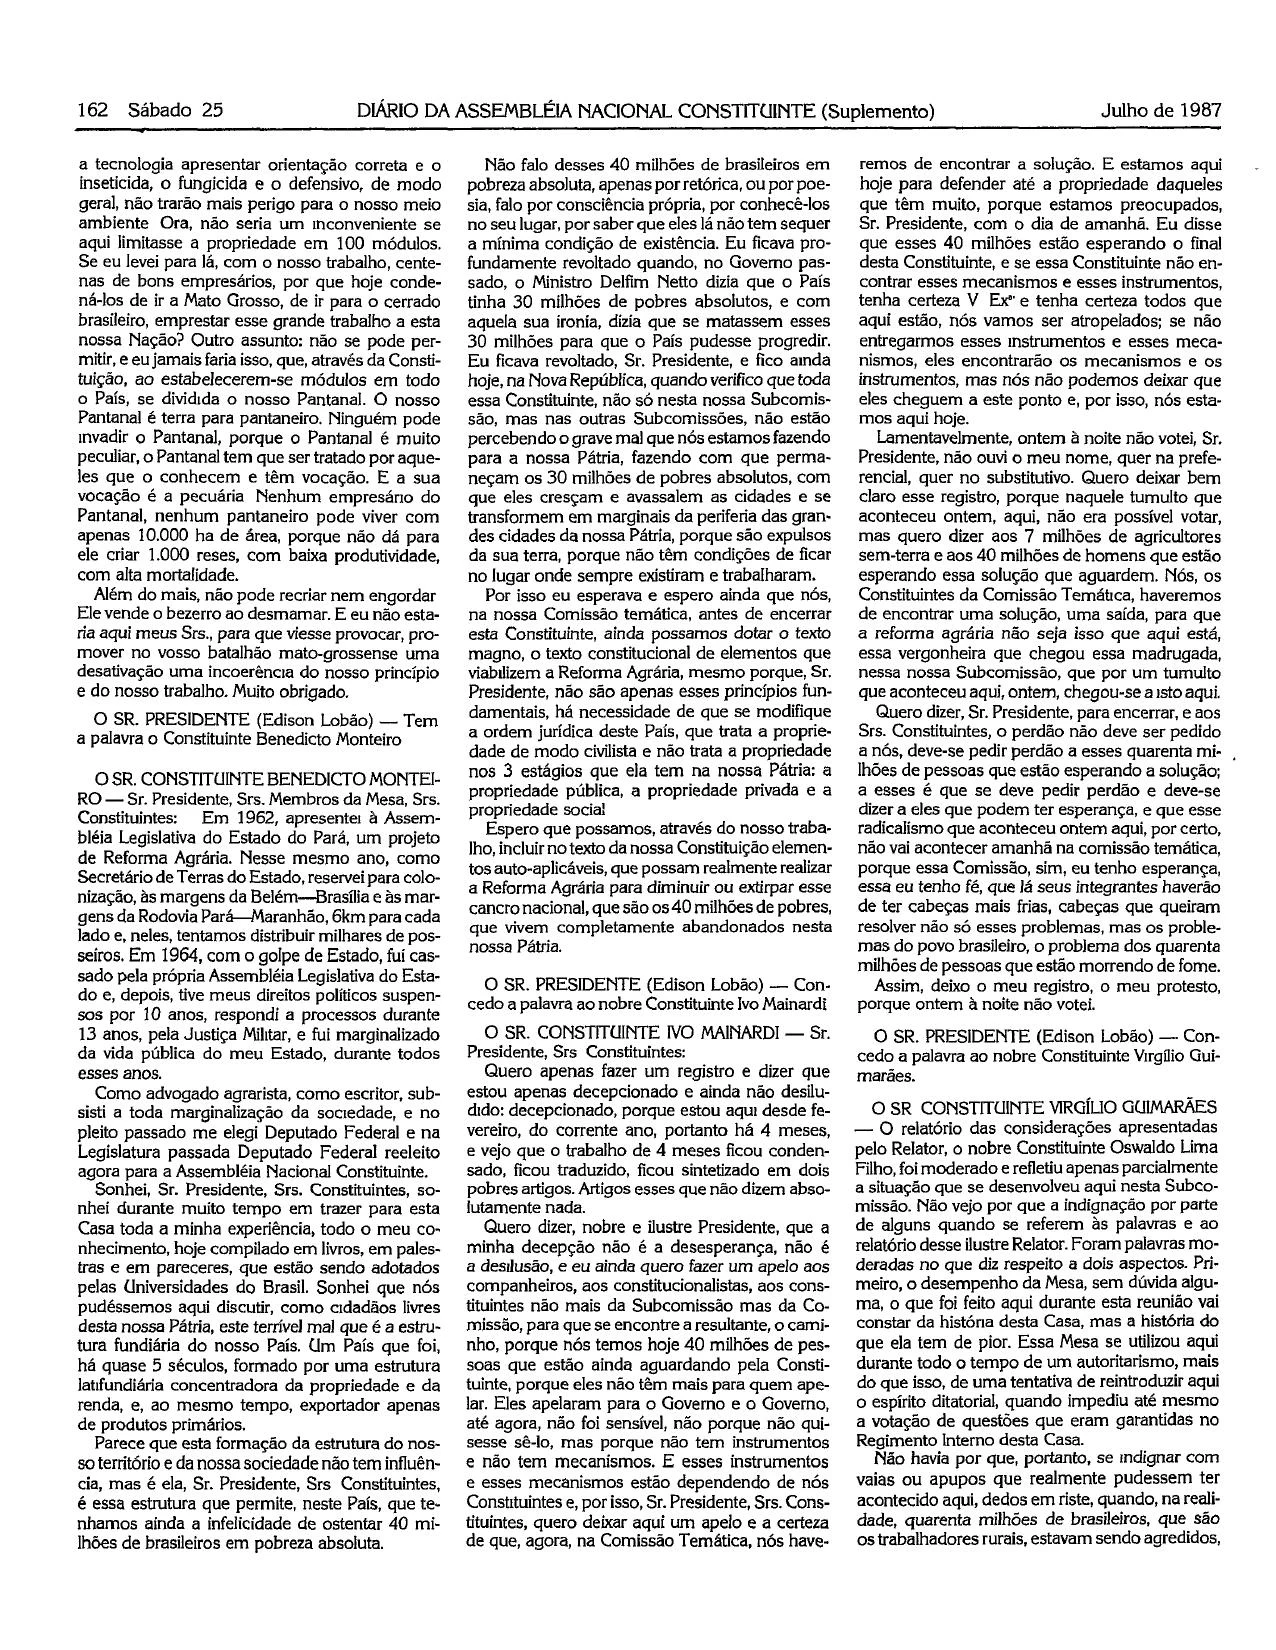 162 Sábado 25 DIÁRIO DA ASSEMBLÉIA NACIONAL CONSTITUINTE (Suplemento) Julho de 1987
a tecnologia apresentar orientação correta e o
inseticida, o fungicida e o defensivo, de modo
geral, não trarão mais perigo para o nosso meio
ambiente Ora, não seria um inconveniente se
aqui limitasse a propriedade em 100 módulos.
Se eu levei para lá, com o nosso trabalho, cente-
nas de bons empresários, por que hoje conde-
ná-los de ir a Mato Grosso, de ir para o cerrado
brasileiro, emprestar esse grande trabalho a esta
nossa Nação? Outro assunto: não se pode per-
mitir, e eu jamais faria isso, que, através da Consti-
tuição, ao estabelecerem-se módulos em todo
o País, se dividida o nosso Pantanal. O nosso
Pantanal é terra para pantaneiro. Ninguém pode
invadir o Pantanal, porque o Pantanal é muito
peculiar, o Pantanal tem que ser tratado por aque-
les que o conhecem e têm vocação. E a sua
vocação é a pecuária Nenhum empresário do
Pantanal, nenhum pantaneiro pode viver com
apenas 10.000 ha de área, porque não dá para
ele criar 1.000 reses, com baixa produtividade,
com alta mortalidade.
Além do mais, não pode recriar nem engordar
Ele vende o bezerro ao desmamar. E eu não esta-
ria aqui meus Srs., para que viesse provocar, pro-
mover no vosso batalhão mato-grossense uma
desativação uma incoerência do nosso princípio
e do nosso trabalho. Muito obrigado.
O SR. PRESIDENTE (Edison Lobão) — Tem
a palavra o Constituinte Benedicto Monteiro
O SR. CONSTITUINTE BENEDICTO MONTEI-
RO — Sr. Presidente, Srs. Membros da Mesa, Srs.
Constituintes: Em 1962, apresentei à Assem-
bléia Legislativa do Estado do Pará, um projeto
de Reforma Agrária. Nesse mesmo ano, como
Secretário de Terras do Estado, reservei para colo-
nização, às margens da Belém—Brasília e às mar-
gens da Rodovia Pará—Maranhão, 6km para cada
lado e, neles, tentamos distribuir milhares de pos-
seiros. Em 1964, com o golpe de Estado, fui cas-
sado pela própria Assembléia Legislativa do Esta-
do e, depois, tive meus direitos políticos suspen-
sos por 10 anos, respondi a processos durante
13 anos, pela Justiça Militar, e fui marginalizado
da vida pública do meu Estado, durante todos
esses anos.
Como advogado agrarista, como escritor, sub-
sisti a toda marginalização da sociedade, e no
pleito passado me elegi Deputado Federal e na
Legislatura passada Deputado Federal reeleito
agora para a Assembléia Nacional Constituinte.
Sonhei, Sr. Presidente, Srs. Constituintes, so-
nhei durante muito tempo em trazer para esta
Casa toda a minha experiência, todo o meu co-
nhecimento, hoje compilado em livros, em pales-
tras e em pareceres, que estão sendo adotados
pelas Universidades do Brasil. Sonhei que nós
pudéssemos aqui discutir, como cidadãos livres
desta nossa Pátria, este terrível mal que é a estru-
tura fundiária do nosso País. Um País que foi,
há quase 5 séculos, formado por uma estrutura
latifundiária concentradora da propriedade e da
renda, e, ao mesmo tempo, exportador apenas
de produtos primários.
Parece que esta formação da estrutura do nos-
so território e da nossa sociedade não tem influên-
cia, mas é ela, Sr. Presidente, Srs Constituintes,
é essa estrutura que permite, neste País, que te-
nhamos ainda a infelicidade de ostentar 40 mi-
lhões de brasileiros em pobreza absoluta.
Não falo desses 40 milhões de brasileiros em
pobreza absoluta, apenas por retórica, ou por poe-
sia, falo por consciência própria, por conhecê-los
no seu lugar, por saber que eles lá não tem sequer
a mínima condição de existência. Eu ficava pro-
fundamente revoltado quando, no Governo pas-
sado, o Ministro Delfim Netto dizia que o País
tinha 30 milhões de pobres absolutos, e com
aquela sua ironia, dizia que se matassem esses
30 milhões para que o País pudesse progredir.
Eu ficava revoltado, Sr. Presidente, e fico ainda
hoje, na Nova República, quando verifico que toda
essa Constituinte, não só nesta nossa Subcomis-
são, mas nas outras Subcomissões, não estão
percebendo o grave mal que nós estamos fazendo
para a nossa Pátria, fazendo com que perma-
neçam os 30 milhões de pobres absolutos, com
que eles cresçam e avassalem as cidades e se
transformem em marginais da periferia das gran-
des cidades da nossa Pátria, porque são expulsos
da sua terra, porque não têm condições de ficar
no lugar onde sempre existiram e trabalharam.
Por isso eu esperava e espero ainda que nós,
na nossa Comissão temática, antes de encerrar
esta Constituinte, ainda possamos dotar o texto
magno, o texto constitucional de elementos que
viabilizem a Reforma Agrária, mesmo porque, Sr.
Presidente, não são apenas esses princípios fun-
damentais, há necessidade de que se modifique
a ordem jurídica deste País, que trata a proprie-
dade de modo civilista e não trata a propriedade
nos 3 estágios que ela tem na nossa Pátria: a
propriedade pública, a propriedade privada e a
propriedade social
Espero que possamos, através do nosso traba-
lho, incluir no texto da nossa Constituição elemen-
tos auto-aplicáveis, que possam realmente realizar
a Reforma Agrária para diminuir ou extirpar esse
cancro nacional, que são os 40 milhões de pobres,
que vivem completamente abandonados nesta
nossa Pátria.
O SR. PRESIDENTE (Edison Lobão) — Con-
cedo a palavra ao nobre Constituinte Ivo Mainardi
O SR. CONSTITUINTE IVO MAINARDI — Sr.
Presidente, Srs Constituintes:
Quero apenas fazer um registro e dizer que
estou apenas decepcionado e ainda não desilu-
dido: decepcionado, porque estou aqui desde fe-
vereiro, do corrente ano, portanto há 4 meses,
e vejo que o trabalho de 4 meses ficou conden-
sado, ficou traduzido, ficou sintetizado em dois
pobres artigos. Artigos esses que não dizem abso-
lutamente nada.
Quero dizer, nobre e ilustre Presidente, que a
minha decepção não é a desesperança, não é
a desilusão, e eu ainda quero fazer um apelo aos
companheiros, aos constitucionalistas, aos cons-
tituintes não mais da Subcomissão mas da Co-
missão, para que se encontre a resultante, o cami-
nho, porque nós temos hoje 40 milhões de pes-
soas que estão ainda aguardando pela Consti-
tuinte, porque eles não têm mais para quem ape-
lar. Eles apelaram para o Governo e o Governo,
até agora, não foi sensível, não porque não qui-
sesse sê-lo, mas porque não tem instrumentos
e não tem mecanismos. E esses instrumentos
e esses mecanismos estão dependendo de nós
Constituintes e, por isso, Sr. Presidente, Srs. Cons-
tituintes, quero deixar aqui um apelo e a certeza
de que, agora, na Comissão Temática, nós have-
remos de encontrar a solução. E estamos aqui
hoje para defender até a propriedade daqueles
que têm muito, porque estamos preocupados,
Sr. Presidente, com o dia de amanhã. Eu disse
que esses 40 milhões estão esperando o final
desta Constituinte, e se essa Constituinte não en-
contrar esses mecanismos e esses instrumentos,
tenha certeza V Exª e tenha certeza todos que
aqui estão, nós vamos ser atropelados; se não
entregarmos esses instrumentos e esses meca-
nismos, eles encontrarão os mecanismos e os
instrumentos, mas nós não podemos deixar que
eles cheguem a este ponto e, por isso, nós esta-
mos aqui hoje.
Lamentavelmente, ontem à noite não votei, Sr.
Presidente, não ouvi o meu nome, quer na prefe-
rencial, quer no substitutivo. Quero deixar bem
claro esse registro, porque naquele tumulto que
aconteceu ontem, aqui, não era possível votar,
mas quero dizer aos 7 milhões de agricultores
sem-terra e aos 40 milhões de homens que estão
esperando essa solução que aguardem. Nós, os
Constituintes da Comissão Temática, haveremos
de encontrar uma solução, uma saída, para que
a reforma agrária não seja isso que aqui está,
essa vergonheira que chegou essa madrugada,
nessa nossa Subcomissão, que por um tumulto
que aconteceu aqui, ontem, chegou-se a isto aqui.
Quero dizer, Sr. Presidente, para encerrar, e aos
Srs. Constituintes, o perdão não deve ser pedido
a nós, deve-se pedir perdão a esses quarenta mi-
lhões de pessoas que estão esperando a solução;
a esses é que se deve pedir perdão e deve-se
dizer a eles que podem ter esperança, e que esse
radicalismo que aconteceu ontem aqui, por certo,
não vai acontecer amanhã na comissão temática,
porque essa Comissão, sim, eu tenho esperança,
essa eu tenho fé, que lá seus integrantes haverão
de ter cabeças mais frias, cabeças que queiram
resolver não só esses problemas, mas os proble-
mas do povo brasileiro, o problema dos quarenta
milhões de pessoas que estão morrendo de fome.
Assim, deixo o meu registro, o meu protesto,
porque ontem à noite não votei.
O SR. PRESIDENTE (Edison Lobão) — Con-
cedo a palavra ao nobre Constituinte Virgílio Gui-
marães.
O SR CONSTITUINTE VIRGÍLIO GUIMARÃES
— O relatório das considerações apresentadas
pelo Relator, o nobre Constituinte Oswaldo Lima
Filho, foi moderado e refletiu apenas parcialmente
a situação que se desenvolveu aqui nesta Subco-
missão. Não vejo por que a indignação por parte
de alguns quando se referem às palavras e ao
relatório desse ilustre Relator. Foram palavras mo-
deradas no que diz respeito a dois aspectos. Pri-
meiro, o desempenho da Mesa, sem dúvida algu-
ma, o que foi feito aqui durante esta reunião vai
constar da história desta Casa, mas a história do
que ela tem de pior. Essa Mesa se utilizou aqui
durante todo o tempo de um autoritarismo, mais
do que isso, de uma tentativa de reintroduzir aqui
o espírito ditatorial, quando impediu até mesmo
a votação de questões que eram garantidas no
Regimento Interno desta Casa.
Não havia por que, portanto, se indignar com
vaias ou apupos que realmente pudessem ter
acontecido aqui, dedos em riste, quando, na reali-
dade, quarenta milhões de brasileiros, que são
os trabalhadores rurais, estavam sendo agredidos,